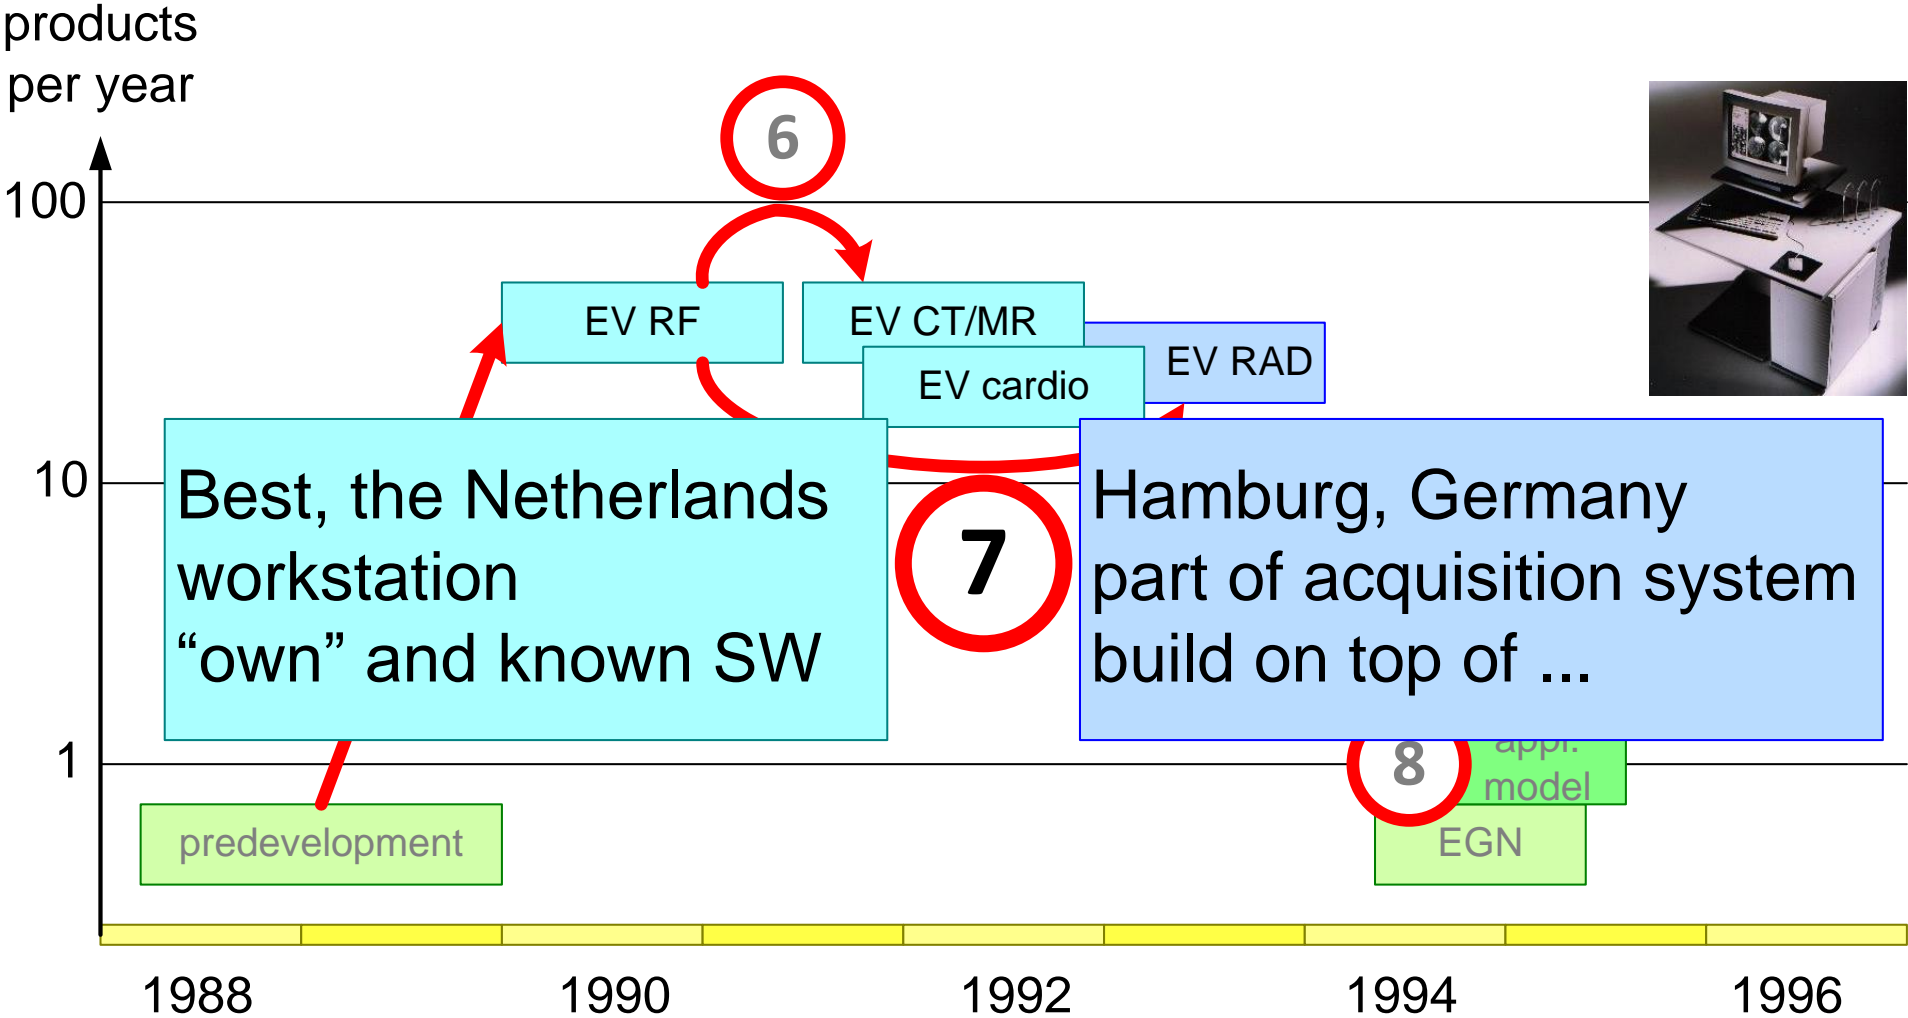 products
per year
6
100
EV RF
EV CT/MR
EV RAD
EV cardio
10
Best, the Netherlands
workstation
“own” and known SW
7
Hamburg, Germany
part of acquisition system
build on top of ...
1
8
appl.
model
predevelopment
EGN
1988
1990
1992
1994
1996